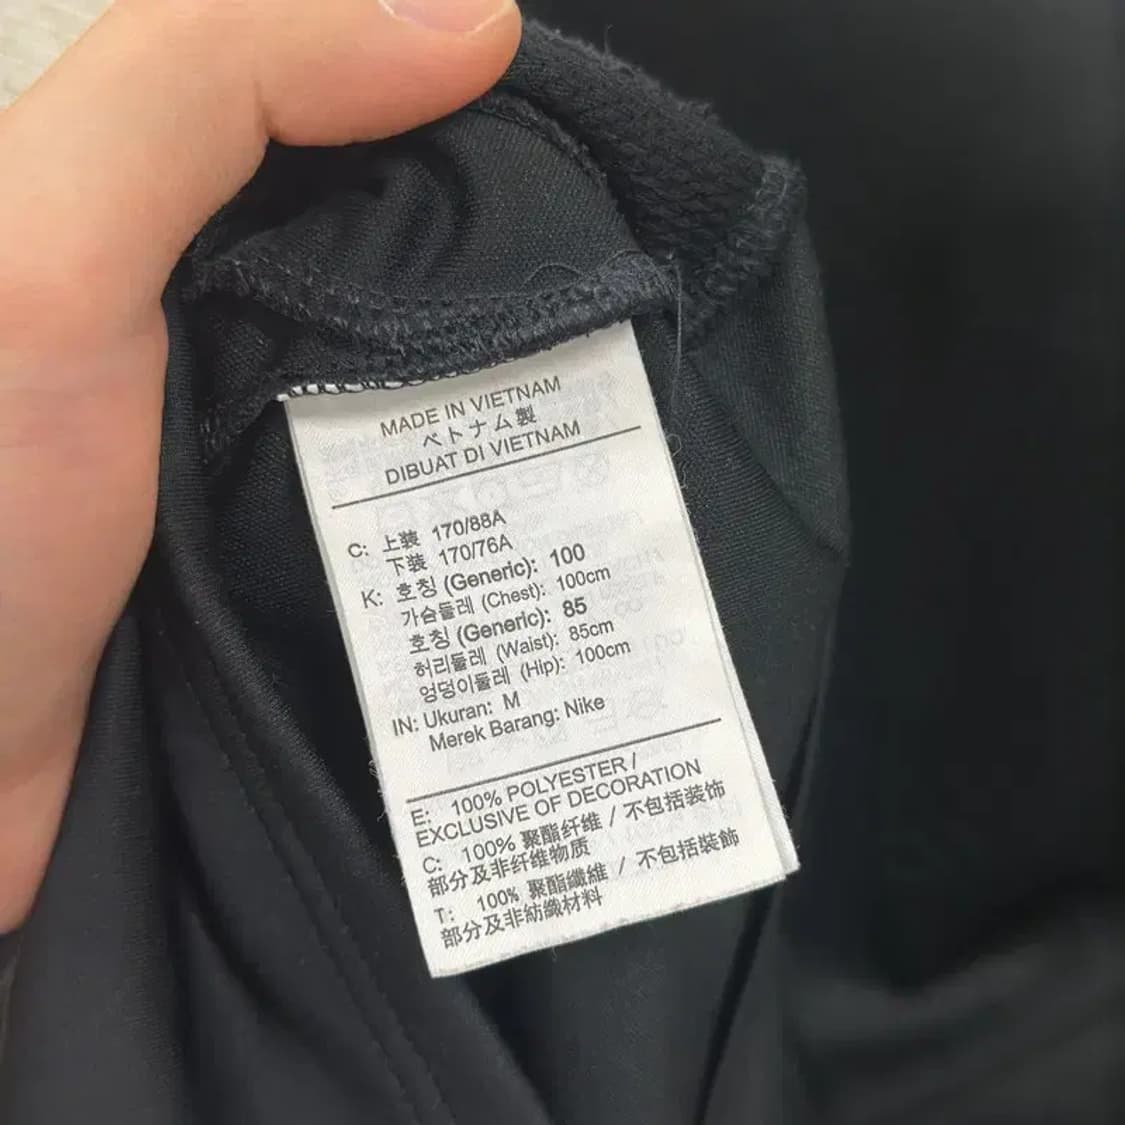 MADE IN VIETNAM
ベトナム製
DIBUAT DI VIETNAM
C: 上装 170/88A
下装 170/76A
K: 호칭 (Generic): 100
가슴둘레 (Chest): 100cm
호칭 (Generic): 85
허리둘레 (Waist): 85cm
엉덩이둘레 (Hip): 100cm
IN: Ukuran: M
Merek Barang: Nike
E: 100% POLYESTER /
EXCLUSIVE OF DECORATION
C: 100% 聚酯纤维 / 不包括装饰
部分及非纤维物质
T: 100% 聚酯纖維 / 不包括裝飾
部分及非紡織材料